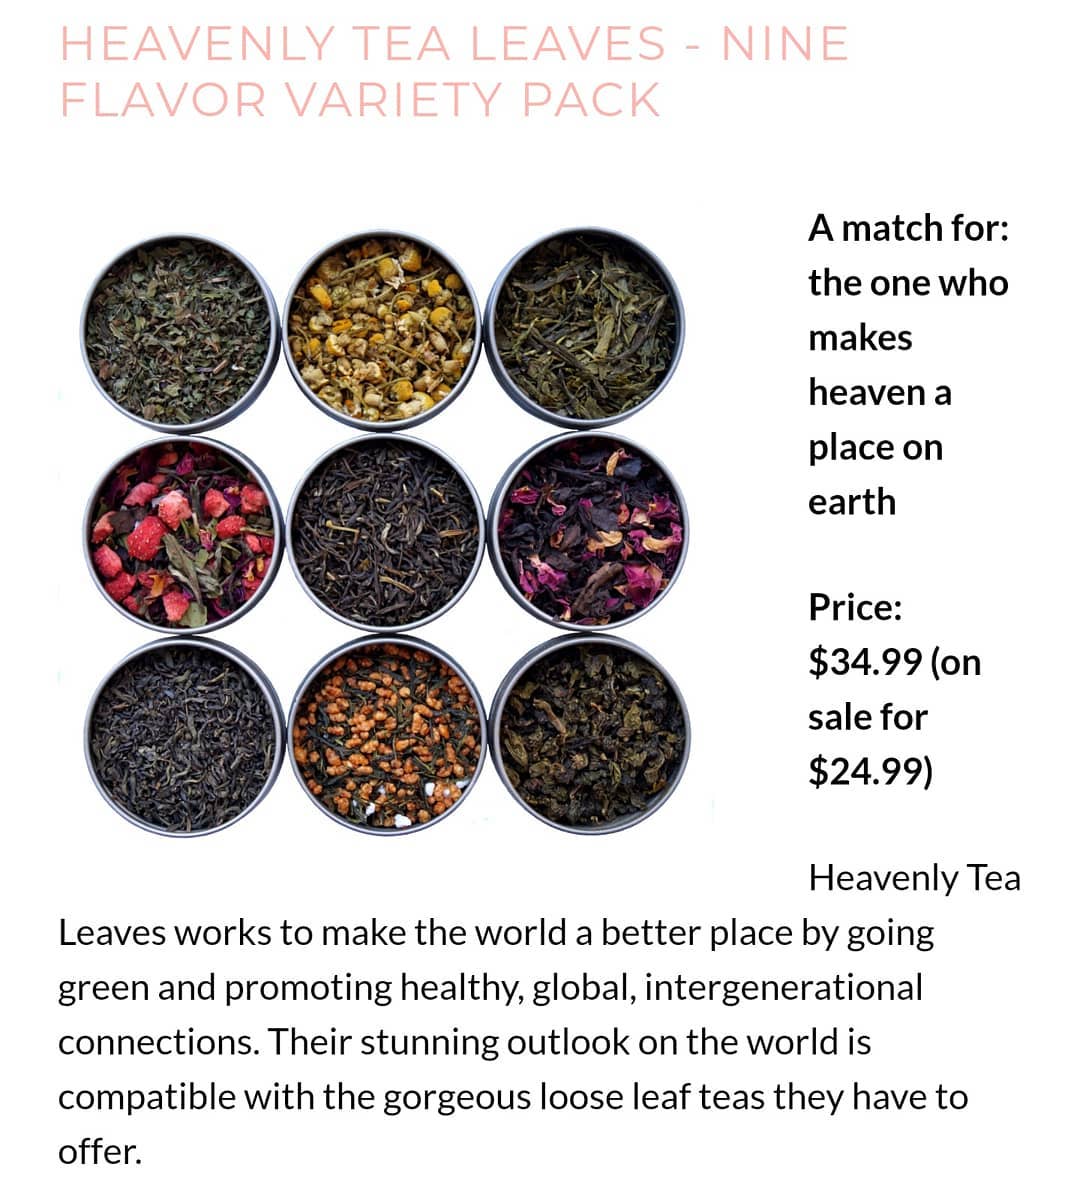 HEAVENLY TEA LEAVES - NINE
FLAVOR VARIETY PACK
A match for:
the one who
makes
heaven a
place on
earth
Price:
$34.99 (on
sale for
$24.99)
Heavenly Tea
Leaves works to make the world a better place by going
green and promoting healthy, global, intergenerational
connections. Their stunning outlook on the world is
compatible with the gorgeous loose leaf teas they have to
offer.